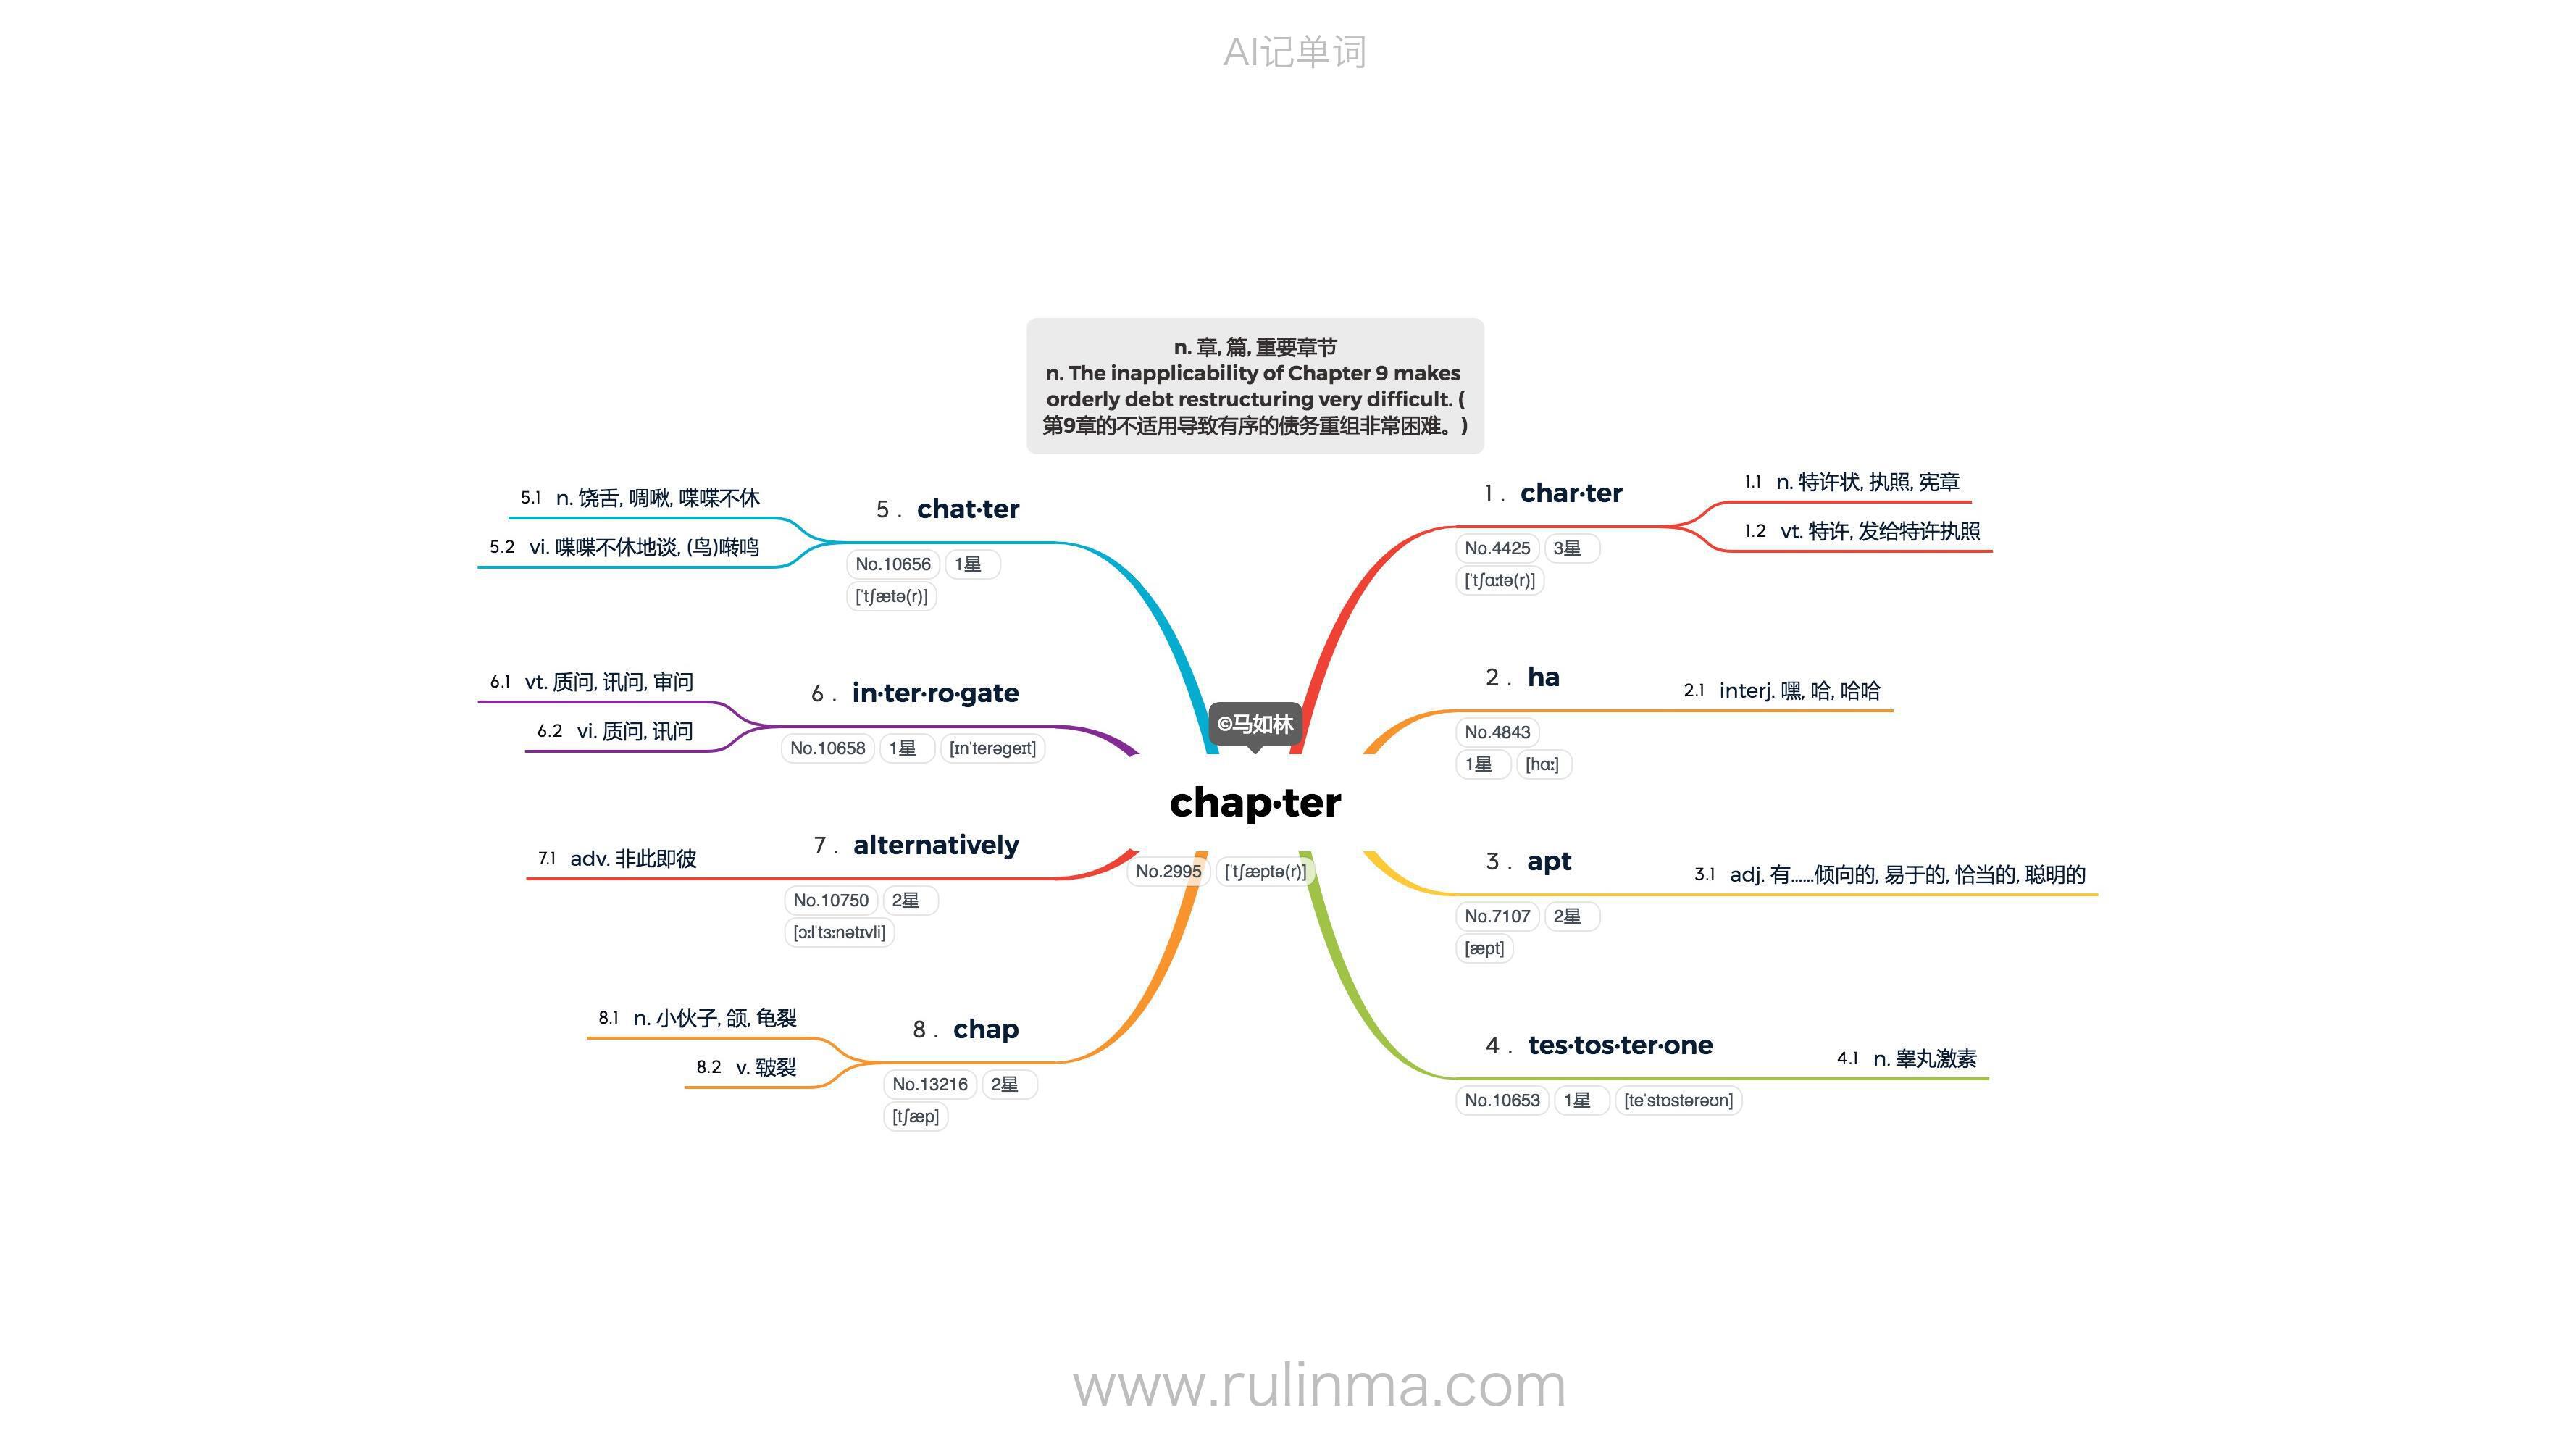 AI记单词
n. 章, 篇, 重要章节
n. The inapplicability of Chapter 9 makes
orderly debt restructuring very difficult. (
第9章的不适用导致有序的债务重组非常困难。)
©马如林
chap·ter
No.2995 [ˈtʃæptə(r)]
1 . char·ter
No.4425 3星
[ˈtʃɑːtə(r)]
1.1 n. 特许状, 执照, 宪章
1.2 vt. 特许, 发给特许执照
2 . ha
No.4843
1星 [hɑː]
2.1 interj. 嘿, 哈, 哈哈
3 . apt
No.7107 2星
[æpt]
3.1 adj. 有……倾向的, 易于的, 恰当的, 聪明的
4 . tes·tos·ter·one
No.10653 1星 [teˈstɒstərəʊn]
4.1 n. 睾丸激素
5 . chat·ter
No.10656 1星
[ˈtʃætə(r)]
5.1 n. 饶舌, 啁啾, 喋喋不休
5.2 vi. 喋喋不休地谈, (鸟)啭鸣
6 . in·ter·ro·gate
No.10658 1星 [ɪnˈterəgeɪt]
6.1 vt. 质问, 讯问, 审问
6.2 vi. 质问, 讯问
7 . alternatively
No.10750 2星
[ɔːlˈtɜːnətɪvli]
7.1 adv. 非此即彼
8 . chap
No.13216 2星
[tʃæp]
8.1 n. 小伙子, 颌, 龟裂
8.2 v. 皲裂
www.rulinma.com